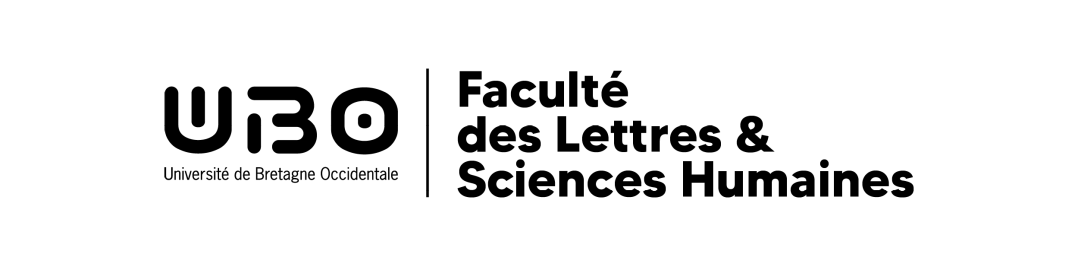 UBO
Université de Bretagne Occidentale
Faculté
des Lettres &
Sciences Humaines